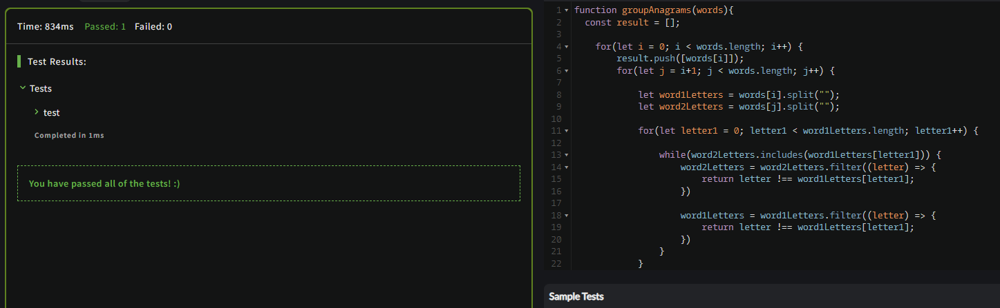 Time: 834ms Passed: 1 Failed: 0
Test Results:
Tests
test
Completed in 1ms
You have passed all of the tests! :)
1 function groupAnagrams(words){
2 const result = [];
3
4 for(let i = 0; i < words.length; i++) {
5 result.push([words[i]]);
6 for(let j = i+1; j < words.length; j++) {
7
8 let word1Letters = words[i].split("");
9 let word2Letters = words[j].split("");
10
11 for(let letter1 = 0; letter1 < word1Letters.length; letter1++) {
12
13 while(word2Letters.includes(word1Letters[letter1])) {
14 word2Letters = word2Letters.filter((letter) => {
15 return letter !== word1Letters[letter1];
16 })
17
18 word1Letters = word1Letters.filter((letter) => {
19 return letter !== word1Letters[letter1];
20 })
21 }
22 }
Sample Tests